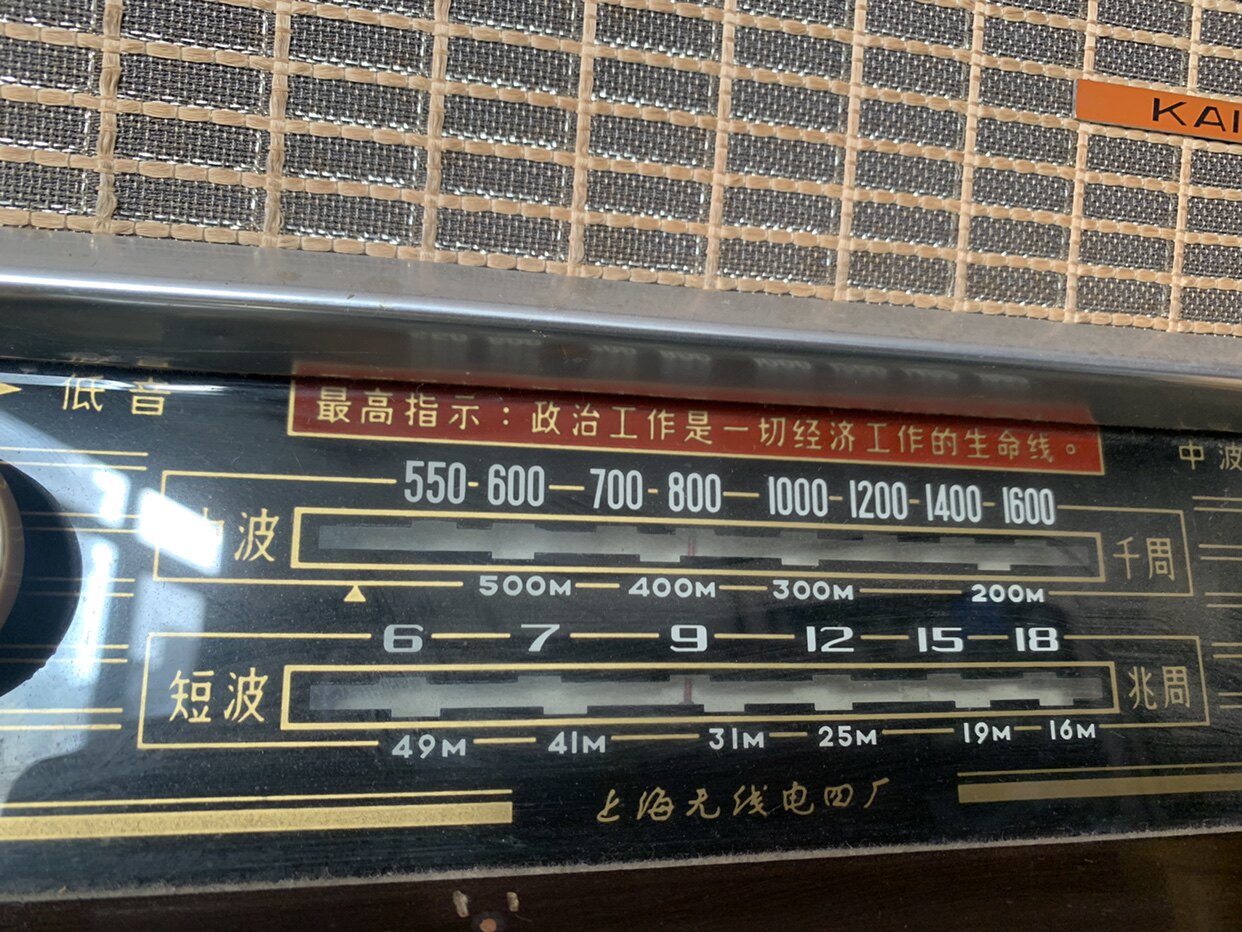 KAI
低音
最高指示：政治工作是一切经济工作的生命线。
中波
550 600 700 800 1000 1200 1400 1600
中波
千周
500M 400M 300M 200M
6 7 9 12 15 18
短波
兆周
49M 41M 31M 25M 19M 16M
上海无线电四厂